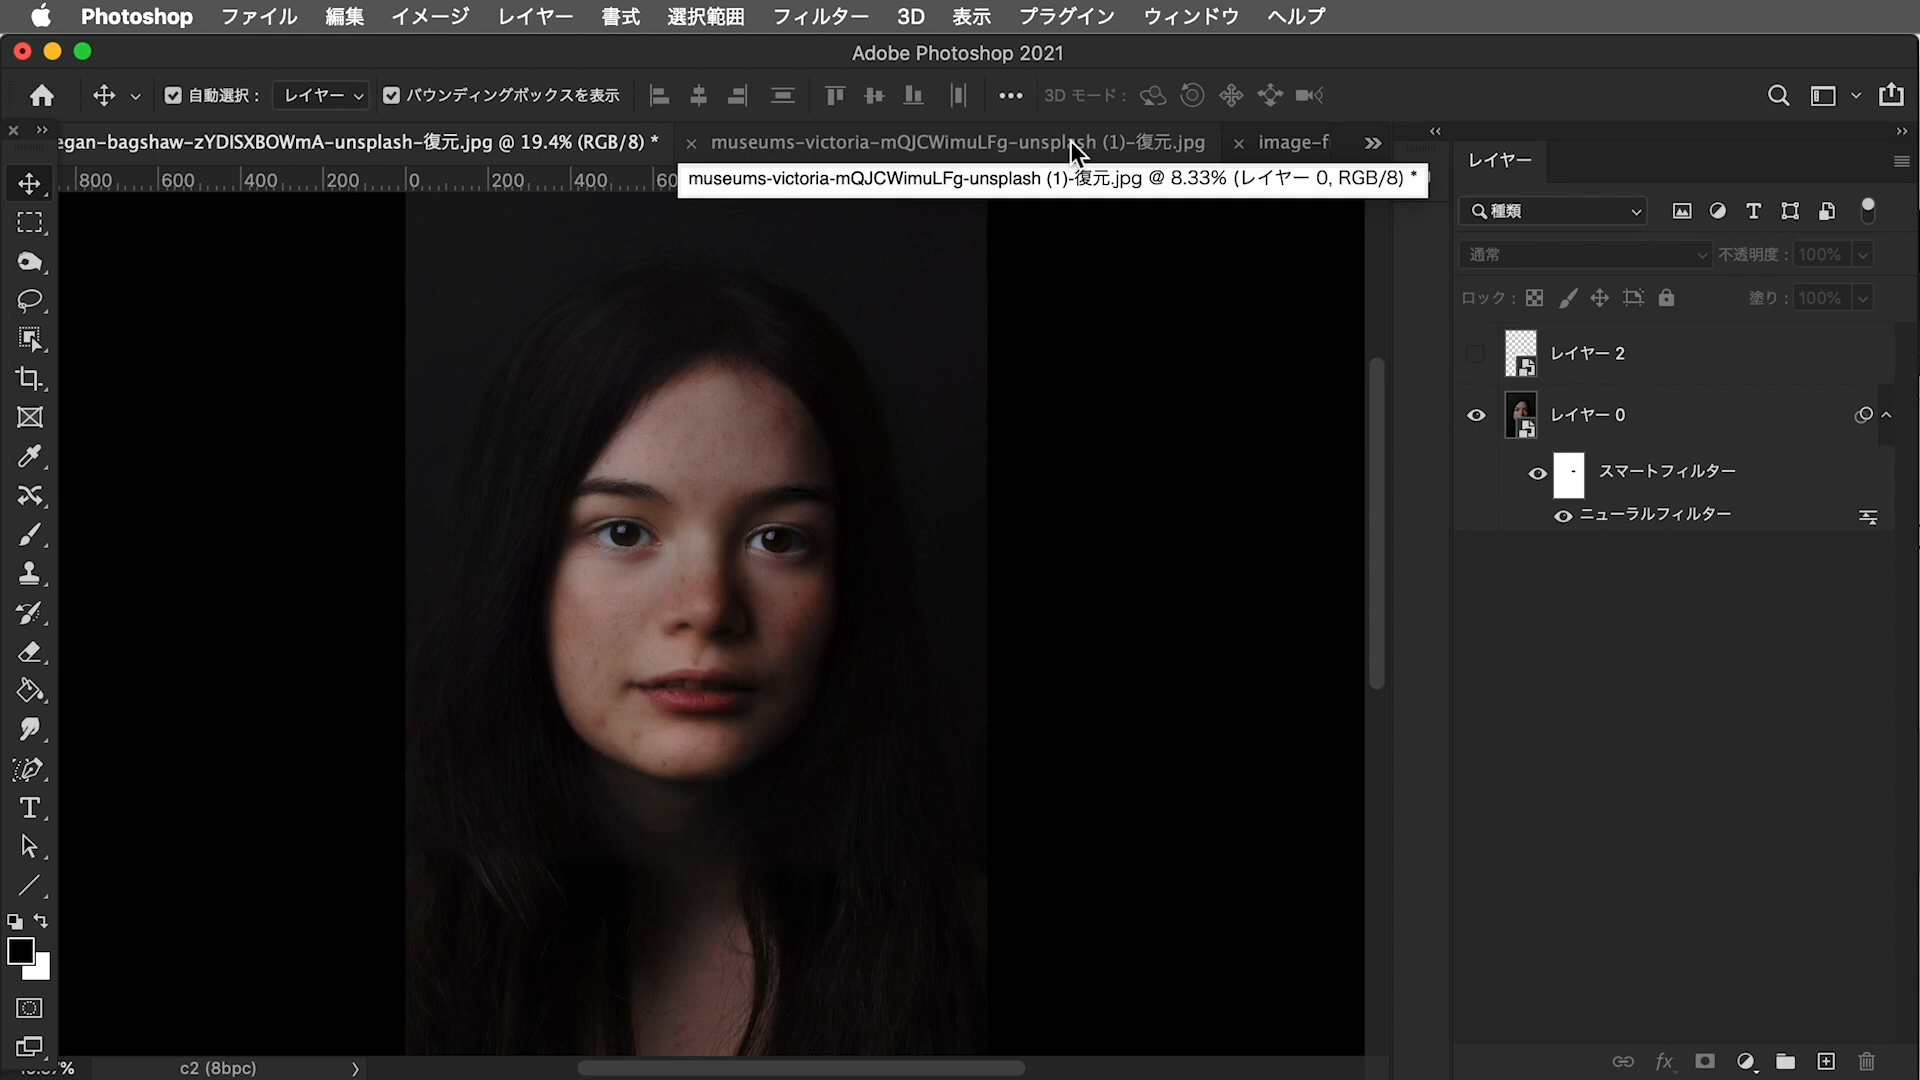 Photoshop ファイル 編集 イメージ レイヤー 書式 選択範囲 フィルター 3D 表示 プラグイン ウィンドウ ヘルプ
Adobe Photoshop 2021
自動選択： レイヤー バウンディングボックスを表示 3D モード：
egan-bagshaw-zYDlSXBOWmA-unsplash-復元.jpg @ 19.4% (RGB/8) *
museums-victoria-mQJCWimuLFg-unsplash (1)-復元.jpg
image-f
museums-victoria-mQJCWimuLFg-unsplash (1)-復元.jpg @ 8.33% (レイヤー 0, RGB/8) *
800 600 400 200 0 200 400
レイヤー
種類
通常 不透明度： 100%
ロック： 塗り： 100%
レイヤー 2
レイヤー 0
スマートフィルター
ニューラルフィルター
c2 (8bpc)
fx